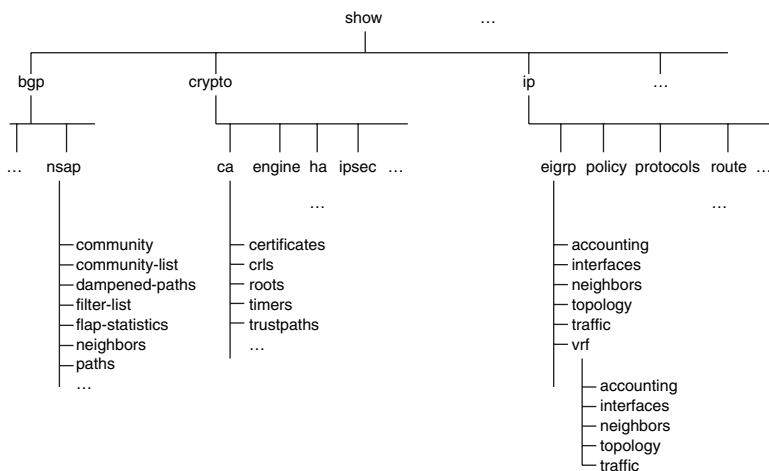 show …
bgp crypto ip …
… nsap ca engine ha ipsec … eigrp policy protocols route …
… …
community certificates accounting
community-list crls interfaces
dampened-paths roots neighbors
filter-list timers topology
flap-statistics trustpaths traffic
neighbors … vrf
paths
… accounting
interfaces
neighbors
topology
traffic